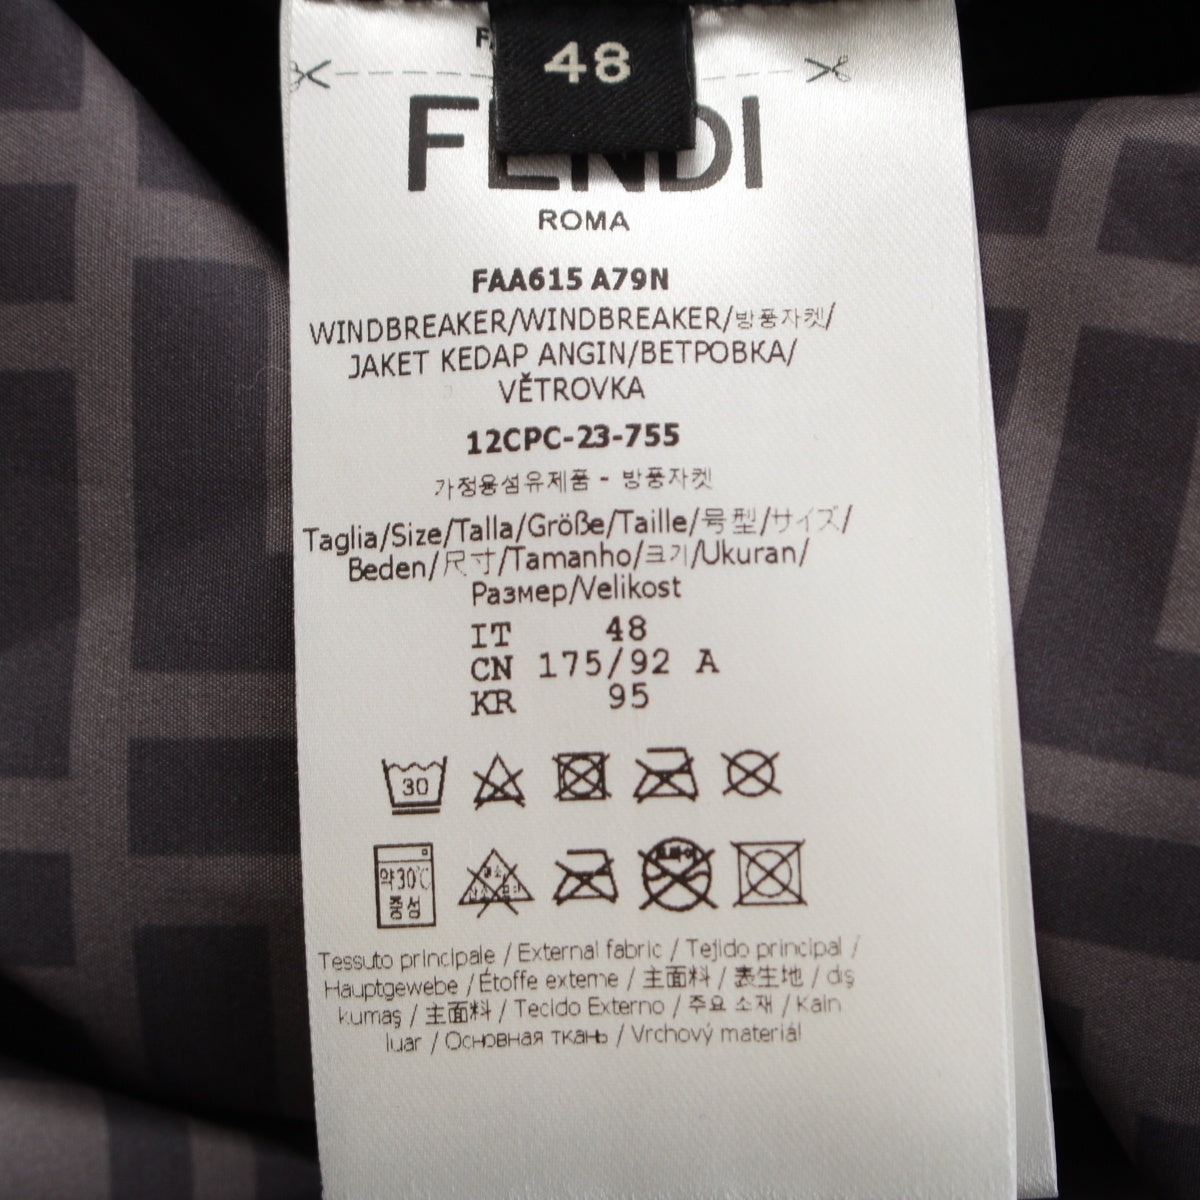 48
FENDI
ROMA
FAA615 A79N
WINDBREAKER/WINDBREAKER/방풍자켓/
JAKET KEDAP ANGIN/ВЕТРОВКА/
VĚTROVKA
12CPC-23-755
가정용섬유제품 - 방풍자켓
Taglia/Size/Talla/Größe/Taille/号型/サイズ/
Beden/尺寸/Tamanho/크기/Ukuran/
Размер/Velikost
IT 48
CN 175/92 A
KR 95
30
약30℃
중성
Tessuto principale / External fabric / Tejido principal /
Hauptgewebe / Étoffe externe / 主面料 / 表生地 / dış
kumaş / 主面料 / Tecido Externo / 주요 소재 / Kain
luar / Основная ткань / Vrchový materiál